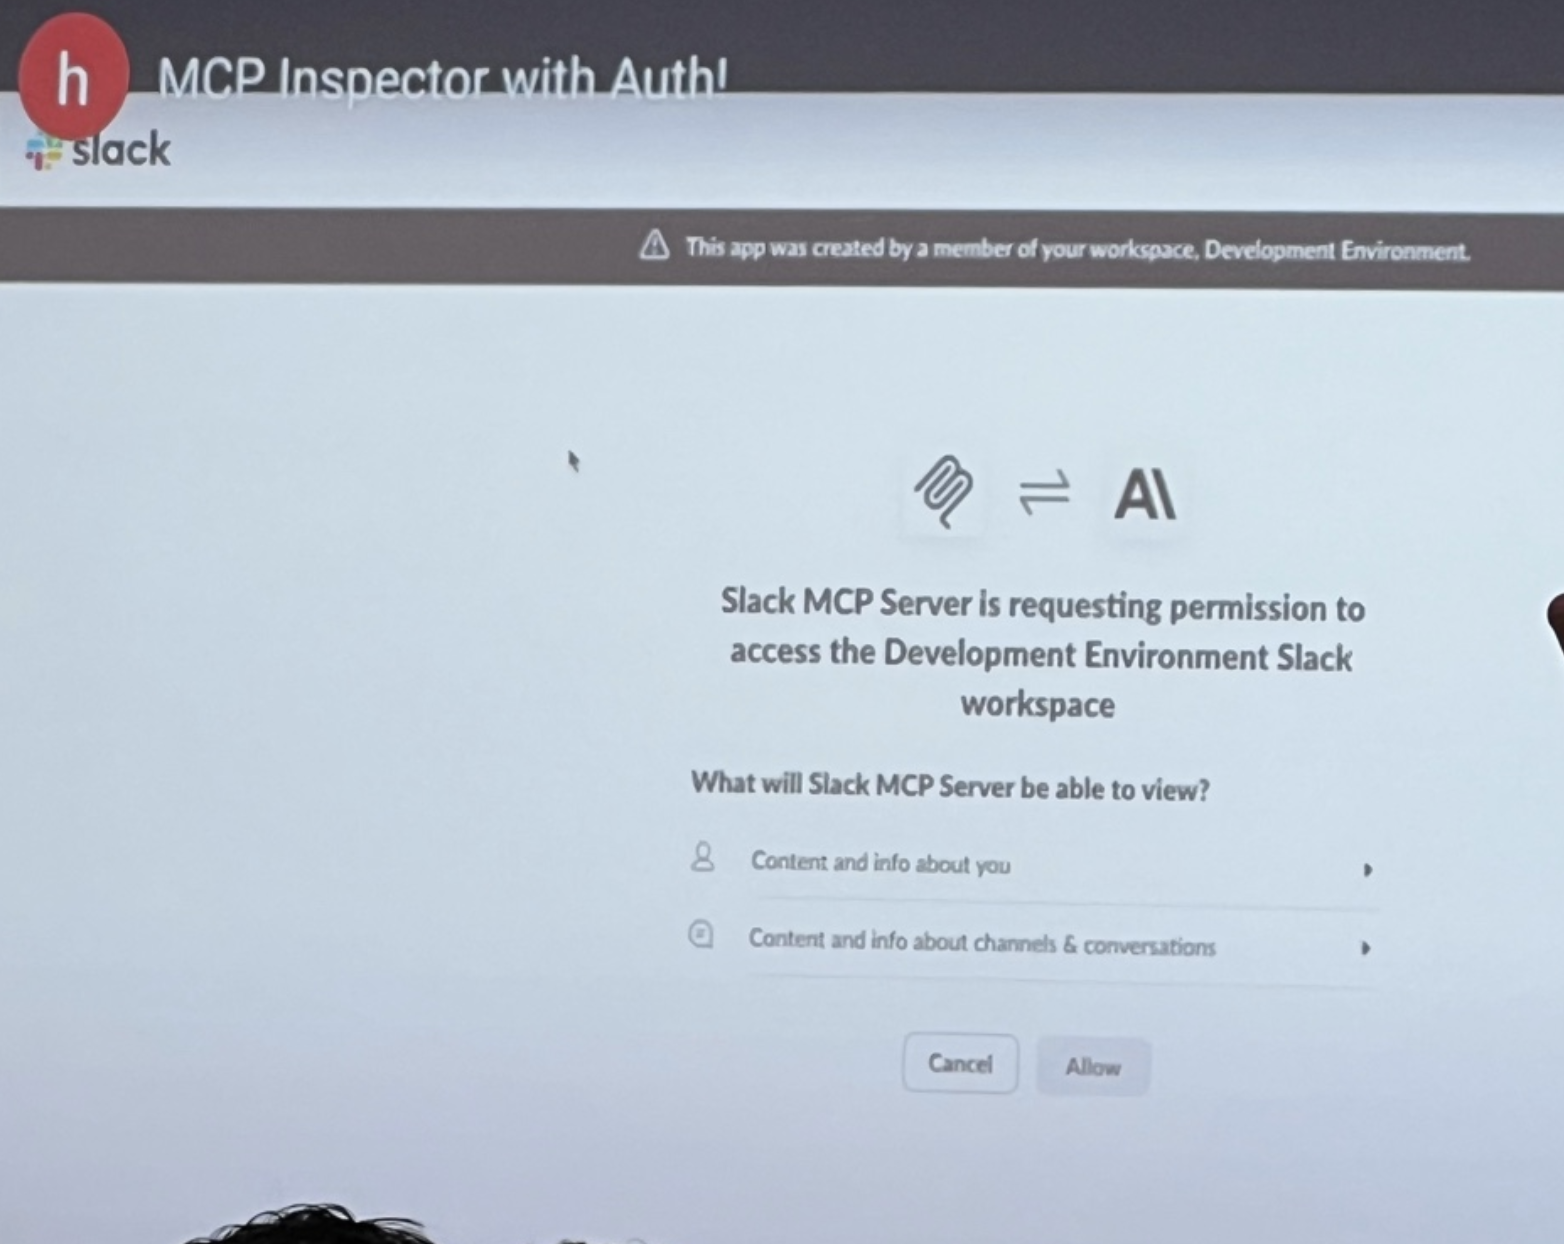 h
MCP Inspector with Auth!
slack
This app was created by a member of your workspace, Development Environment.
A\
Slack MCP Server is requesting permission to
access the Development Environment Slack
workspace
What will Slack MCP Server be able to view?
Content and info about you
Content and info about channels & conversations
Cancel
Allow